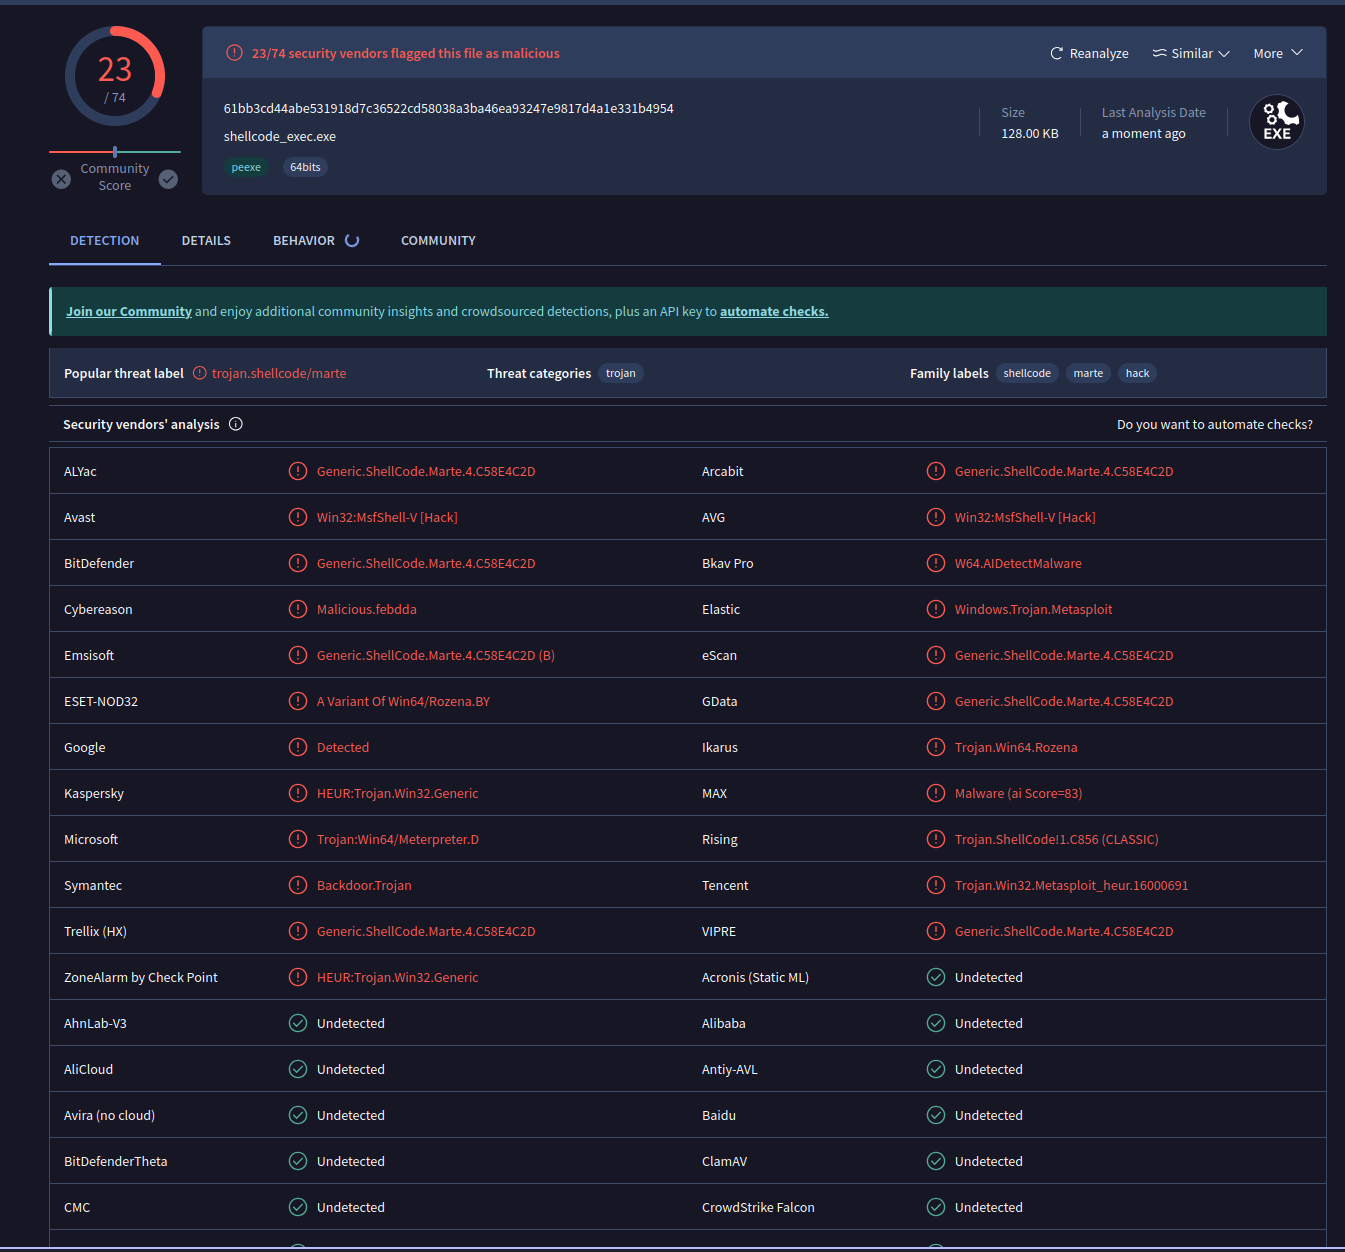 23
/ 74
Community
Score
23/74 security vendors flagged this file as malicious
Reanalyze
Similar
More
61bb3cd44abe531918d7c36522cd58038a3ba46ea93247e9817d4a1e331b4954
shellcode_exec.exe
peexe
64bits
Size
128.00 KB
Last Analysis Date
a moment ago
EXE
DETECTION
DETAILS
BEHAVIOR
COMMUNITY
Join our Community and enjoy additional community insights and crowdsourced detections, plus an API key to automate checks.
Popular threat label trojan.shellcode/marte
Threat categories trojan
Family labels shellcode marte hack
Security vendors' analysis
Do you want to automate checks?
ALYac Generic.ShellCode.Marte.4.C58E4C2D
Arcabit Generic.ShellCode.Marte.4.C58E4C2D
Avast Win32:MsfShell-V [Hack]
AVG Win32:MsfShell-V [Hack]
BitDefender Generic.ShellCode.Marte.4.C58E4C2D
Bkav Pro W64.AIDetectMalware
Cybereason Malicious.febdda
Elastic Windows.Trojan.Metasploit
Emsisoft Generic.ShellCode.Marte.4.C58E4C2D (B)
eScan Generic.ShellCode.Marte.4.C58E4C2D
ESET-NOD32 A Variant Of Win64/Rozena.BY
GData Generic.ShellCode.Marte.4.C58E4C2D
Google Detected
Ikarus Trojan.Win64.Rozena
Kaspersky HEUR:Trojan.Win32.Generic
MAX Malware (ai Score=83)
Microsoft Trojan:Win64/Meterpreter.D
Rising Trojan.ShellCode!1.C856 (CLASSIC)
Symantec Backdoor.Trojan
Tencent Trojan.Win32.Metasploit_heur.16000691
Trellix (HX) Generic.ShellCode.Marte.4.C58E4C2D
VIPRE Generic.ShellCode.Marte.4.C58E4C2D
ZoneAlarm by Check Point HEUR:Trojan.Win32.Generic
Acronis (Static ML) Undetected
AhnLab-V3 Undetected
Alibaba Undetected
AliCloud Undetected
Antiy-AVL Undetected
Avira (no cloud) Undetected
Baidu Undetected
BitDefenderTheta Undetected
ClamAV Undetected
CMC Undetected
CrowdStrike Falcon Undetected